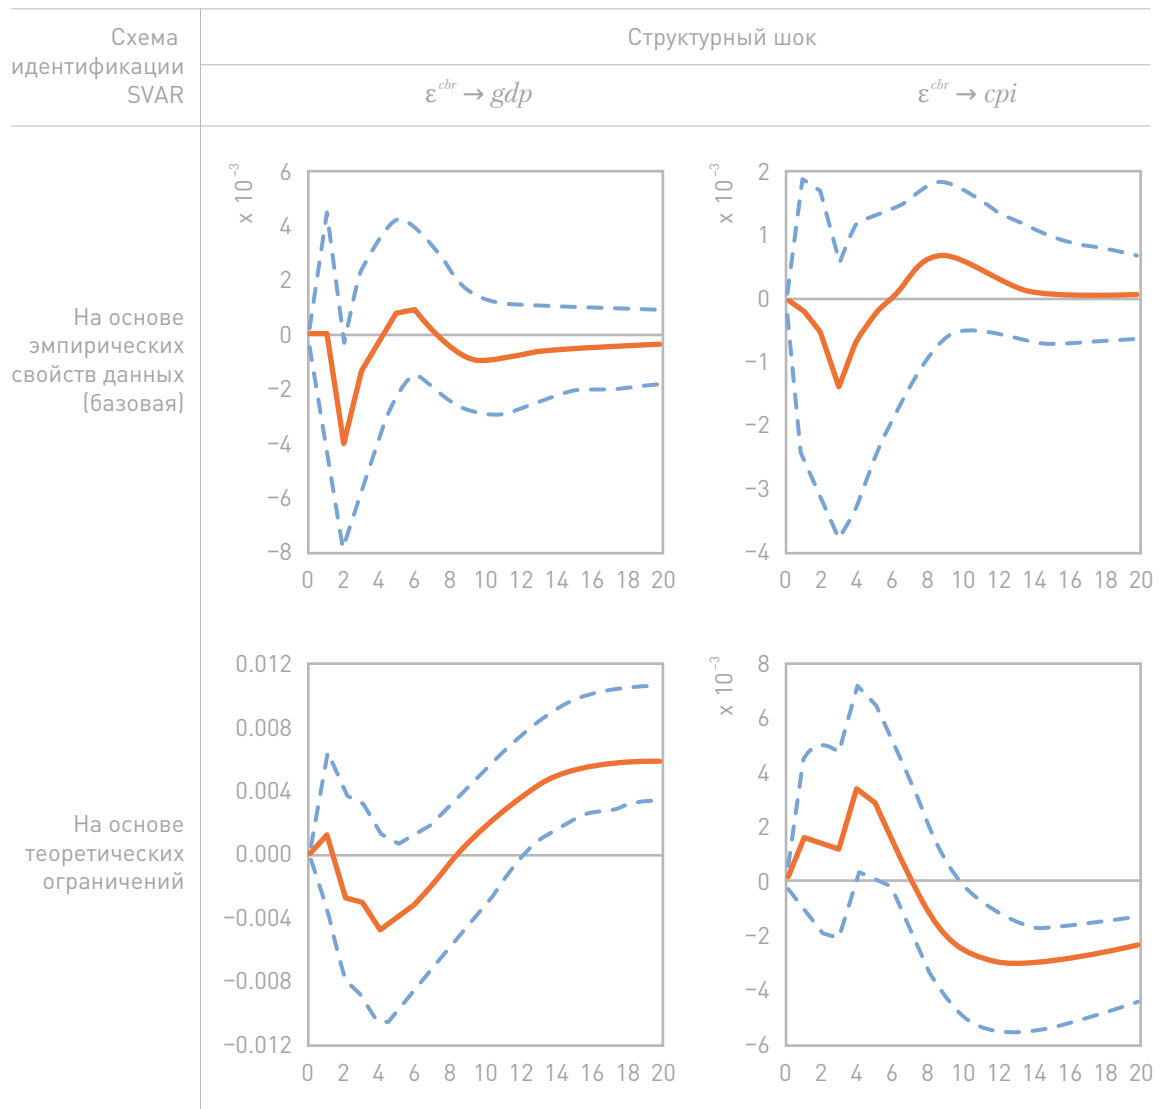 Схема
идентификации
SVAR
Структурный шок
ε^cbr → gdp
ε^cbr → cpi
На основе
эмпирических
свойств данных
(базовая)
x 10^−3
6
4
2
0
−2
−4
−6
−8
0 2 4 6 8 10 12 14 16 18 20
x 10^−3
2
1
0
−1
−2
−3
−4
0 2 4 6 8 10 12 14 16 18 20
На основе
теоретических
ограничений
0.012
0.008
0.004
0.000
−0.004
−0.008
−0.012
0 2 4 6 8 10 12 14 16 18 20
x 10^−3
8
6
4
2
0
−2
−4
−6
0 2 4 6 8 10 12 14 16 18 20